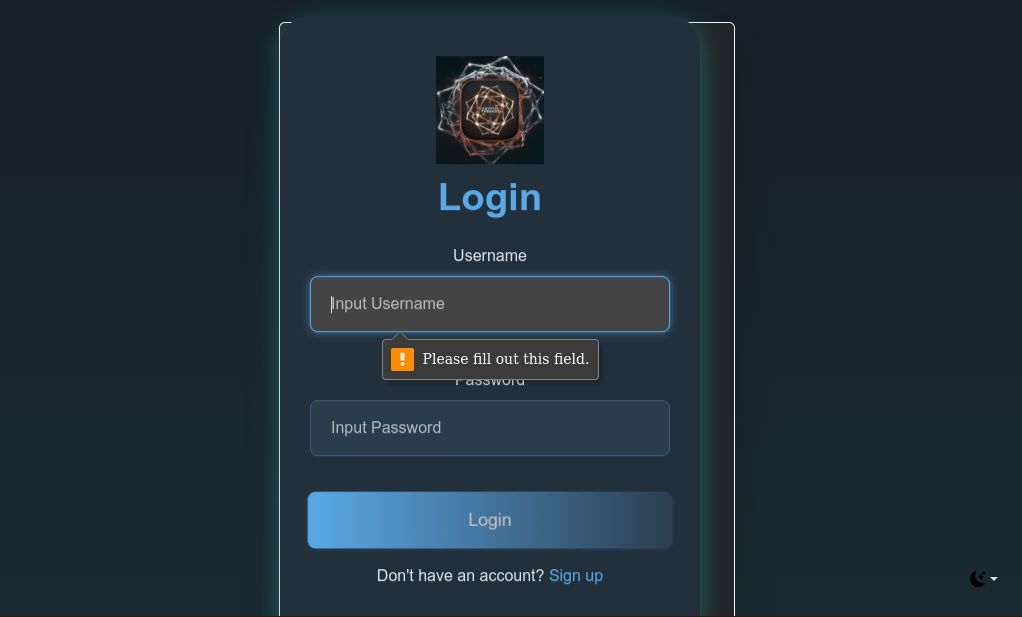 Login
Username
Input Username
! Please fill out this field.
Password
Input Password
Login
Don't have an account? Sign up